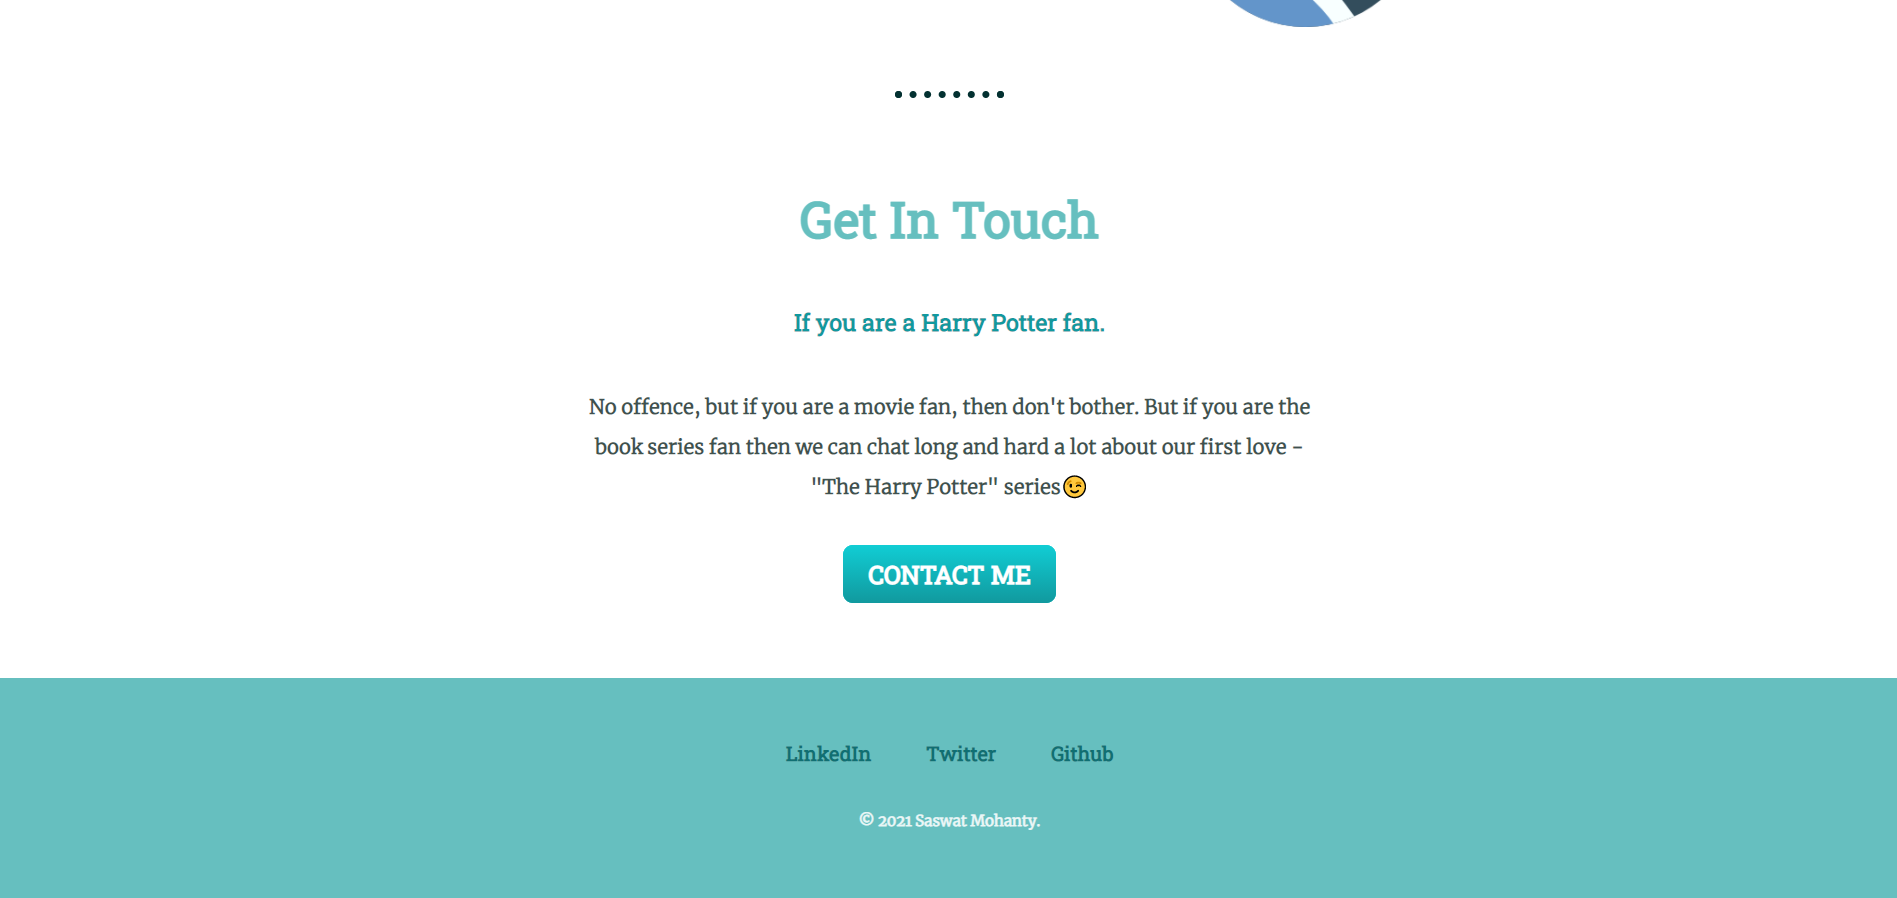 Get In Touch
If you are a Harry Potter fan.
No offence, but if you are a movie fan, then don't bother. But if you are the
book series fan then we can chat long and hard a lot about our first love -
"The Harry Potter" series😉
CONTACT ME
LinkedIn Twitter Github
© 2021 Saswat Mohanty.